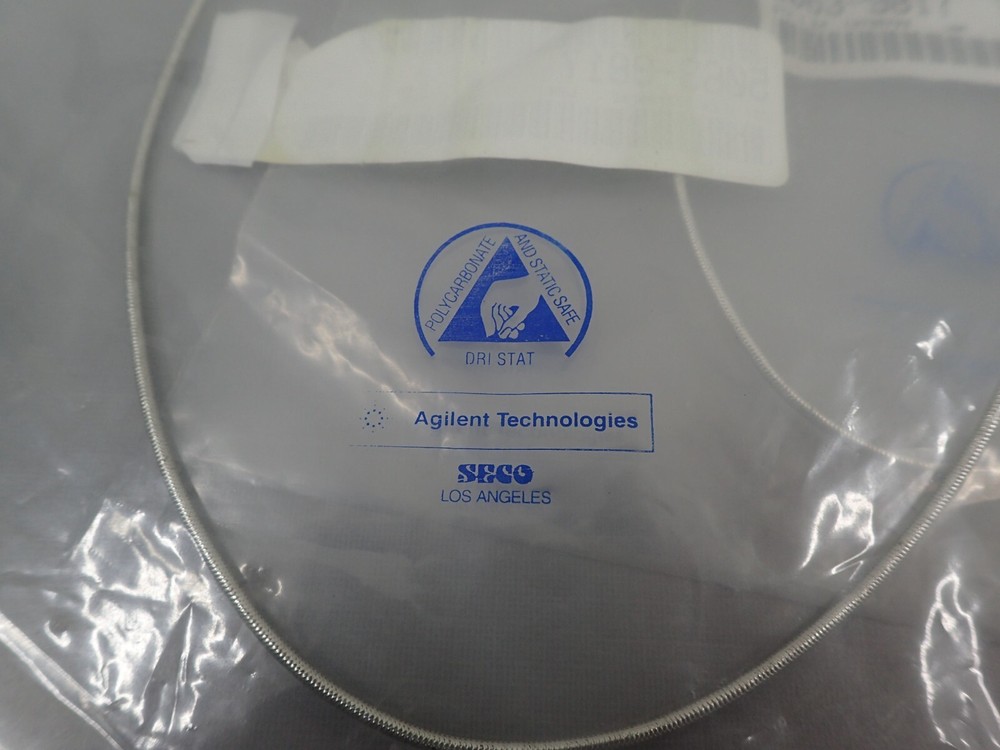 POLYCARBONATE AND STATIC SAFE
DRI STAT
Agilent Technologies
SECO
LOS ANGELES